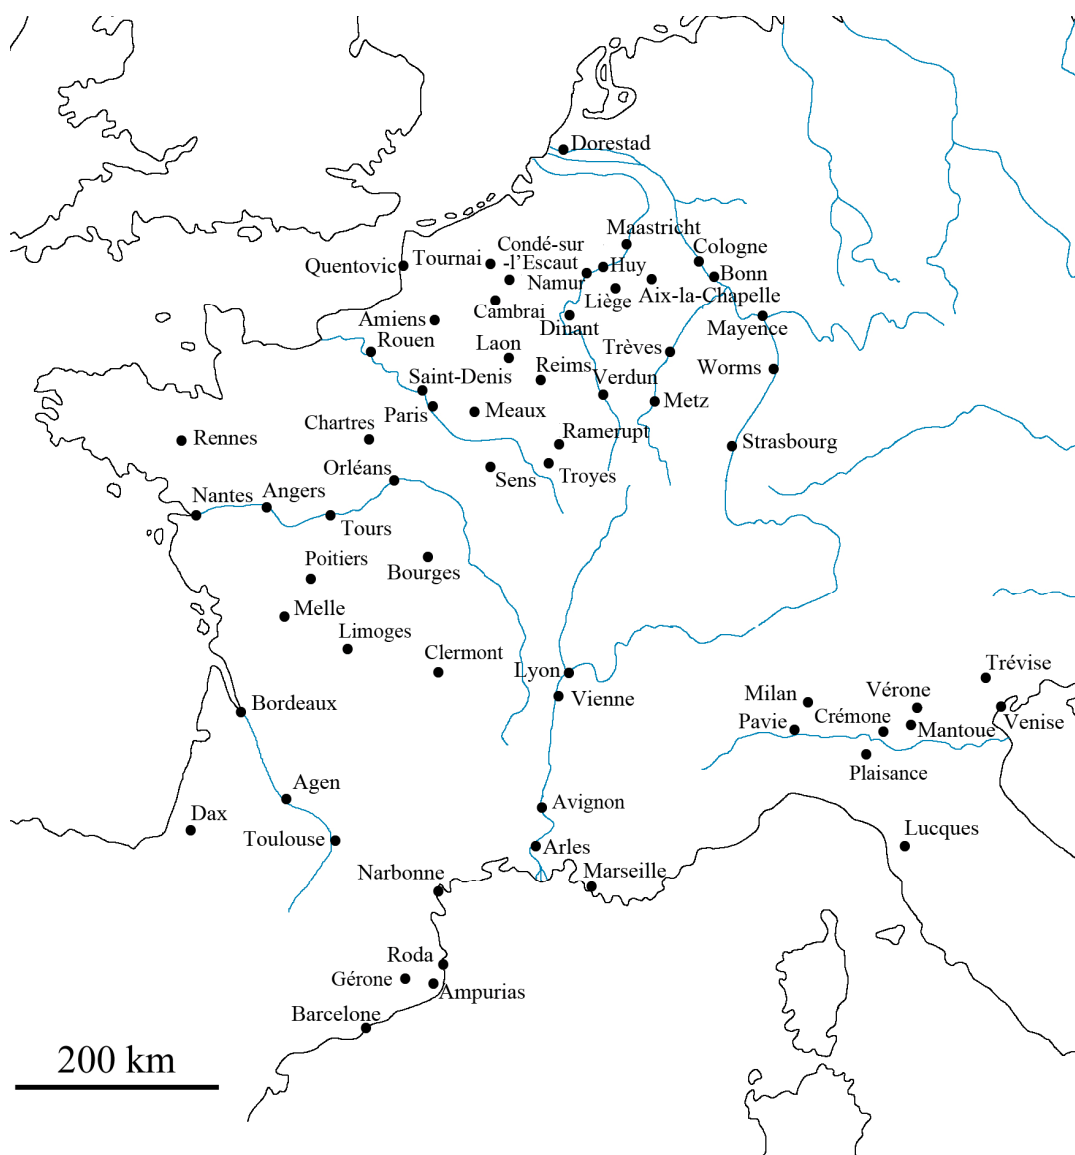 Dorestad
Maastricht
Condé-sur
-l'Escaut
Tournai
Quentovic
Cologne
Huy
Bonn
Namur
Liège
Aix-la-Chapelle
Cambrai
Dinant
Mayence
Amiens
Rouen
Laon
Trèves
Reims
Worms
Saint-Denis
Verdun
Metz
Paris
Meaux
Chartres
Ramerupt
Rennes
Strasbourg
Orléans
Sens
Troyes
Nantes
Angers
Tours
Poitiers
Bourges
Melle
Limoges
Clermont
Lyon
Trévise
Vienne
Milan
Vérone
Bordeaux
Pavie
Crémone
Mantoue
Venise
Plaisance
Agen
Avignon
Dax
Toulouse
Arles
Lucques
Narbonne
Marseille
Roda
Gérone
Ampurias
Barcelone
200 km